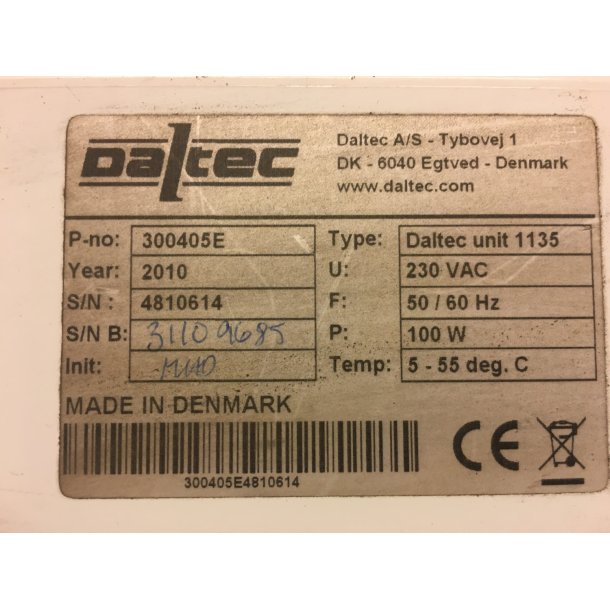 Daltec
Daltec A/S - Tybovej 1
DK - 6040 Egtved - Denmark
www.daltec.com
P-no: 300405E
Year: 2010
S/N : 4810614
S/N B: 31109685
Init:
Type: Daltec unit 1135
U: 230 VAC
F: 50 / 60 Hz
P: 100 W
Temp: 5 - 55 deg. C
MADE IN DENMARK
CE
300405E4810614